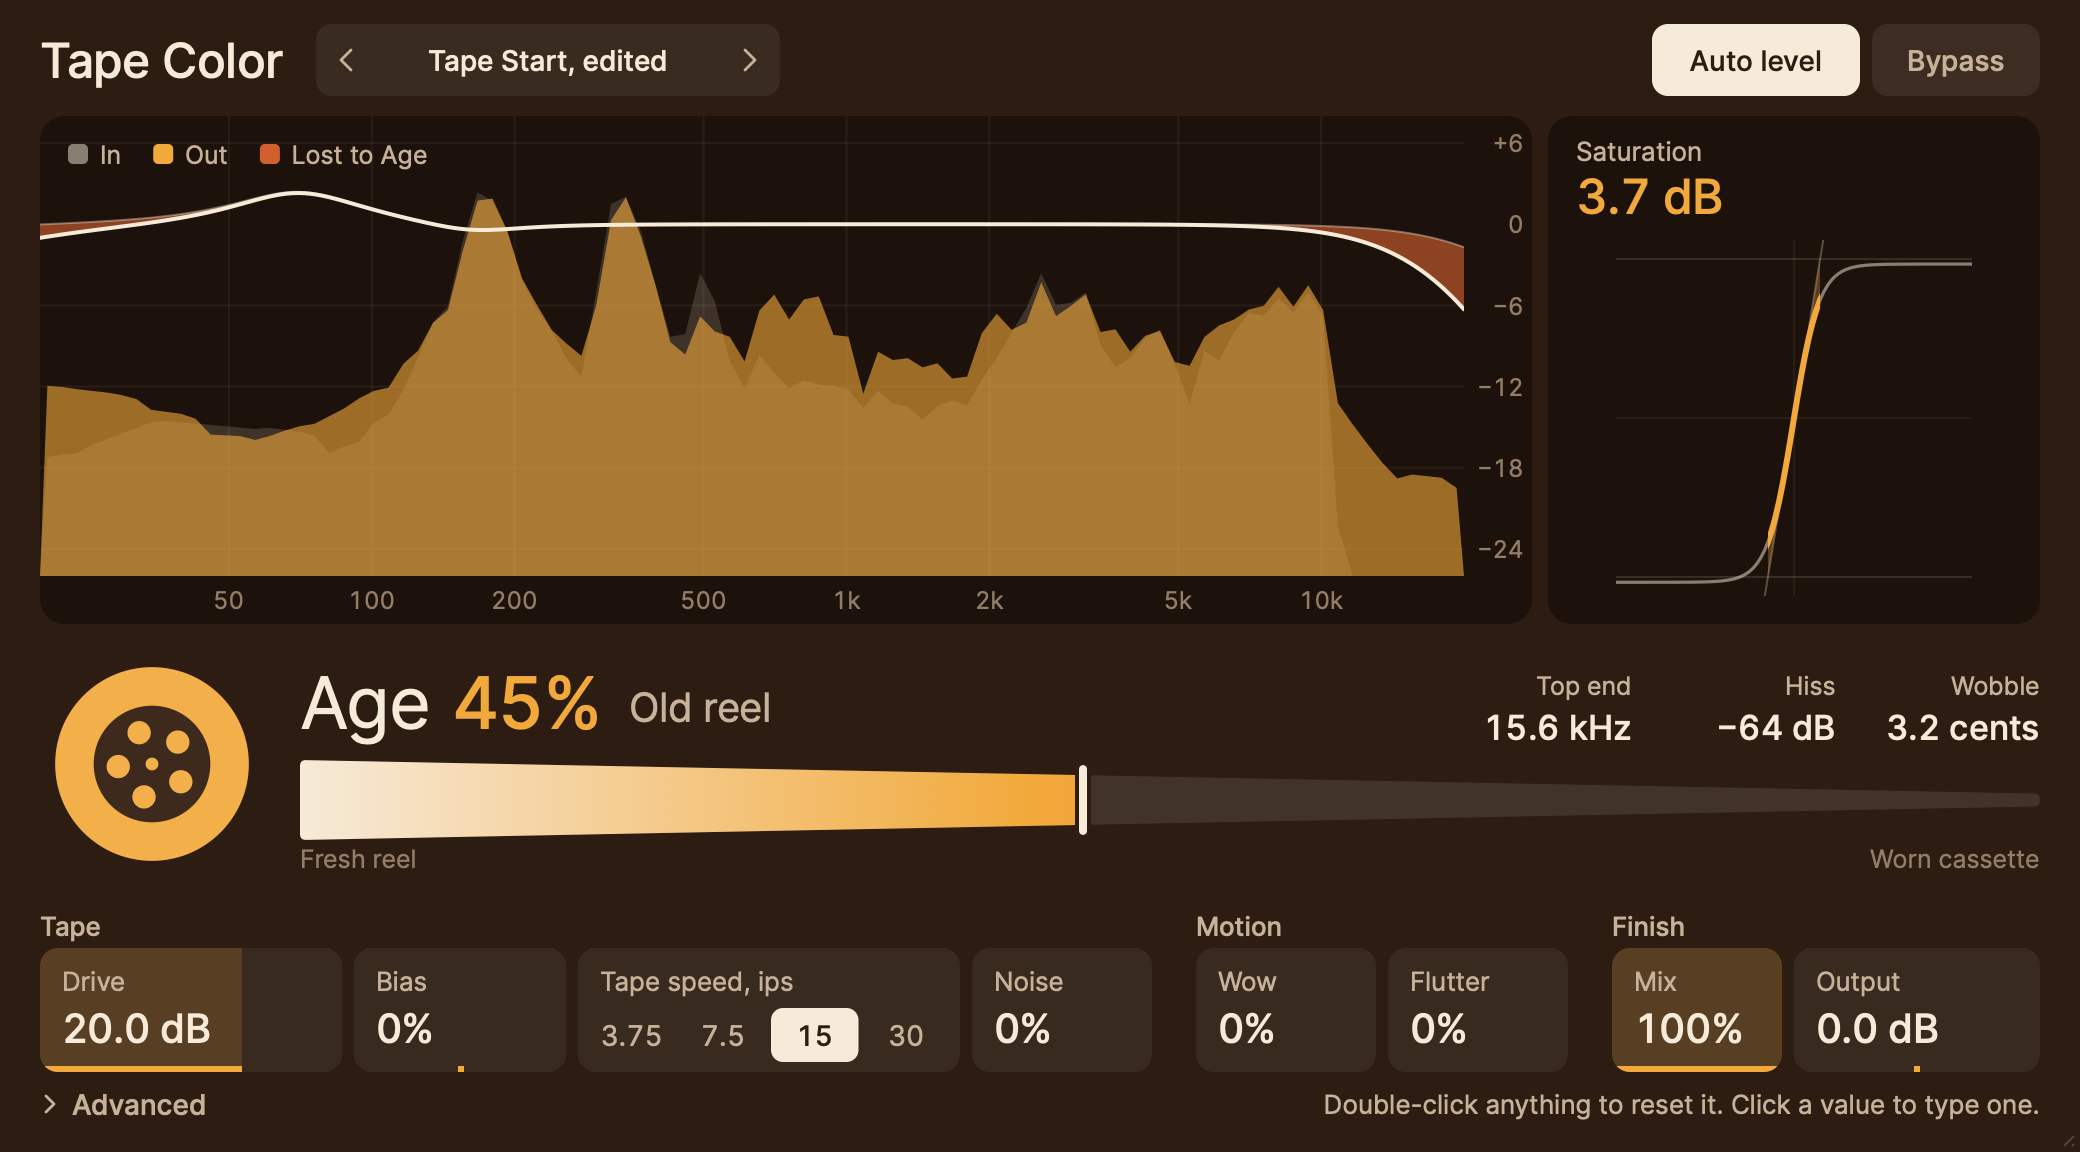 Tape Color
Tape Start, edited
Auto level
Bypass
In
Out
Lost to Age
+6
0
−6
−12
−18
−24
50
100
200
500
1k
2k
5k
10k
Saturation
3.7 dB
Age 45% Old reel
Top end
15.6 kHz
Hiss
−64 dB
Wobble
3.2 cents
Fresh reel
Worn cassette
Tape
Drive
20.0 dB
Bias
0%
Tape speed, ips
3.75 7.5 15 30
Noise
0%
Motion
Wow
0%
Flutter
0%
Finish
Mix
100%
Output
0.0 dB
Advanced
Double-click anything to reset it. Click a value to type one.